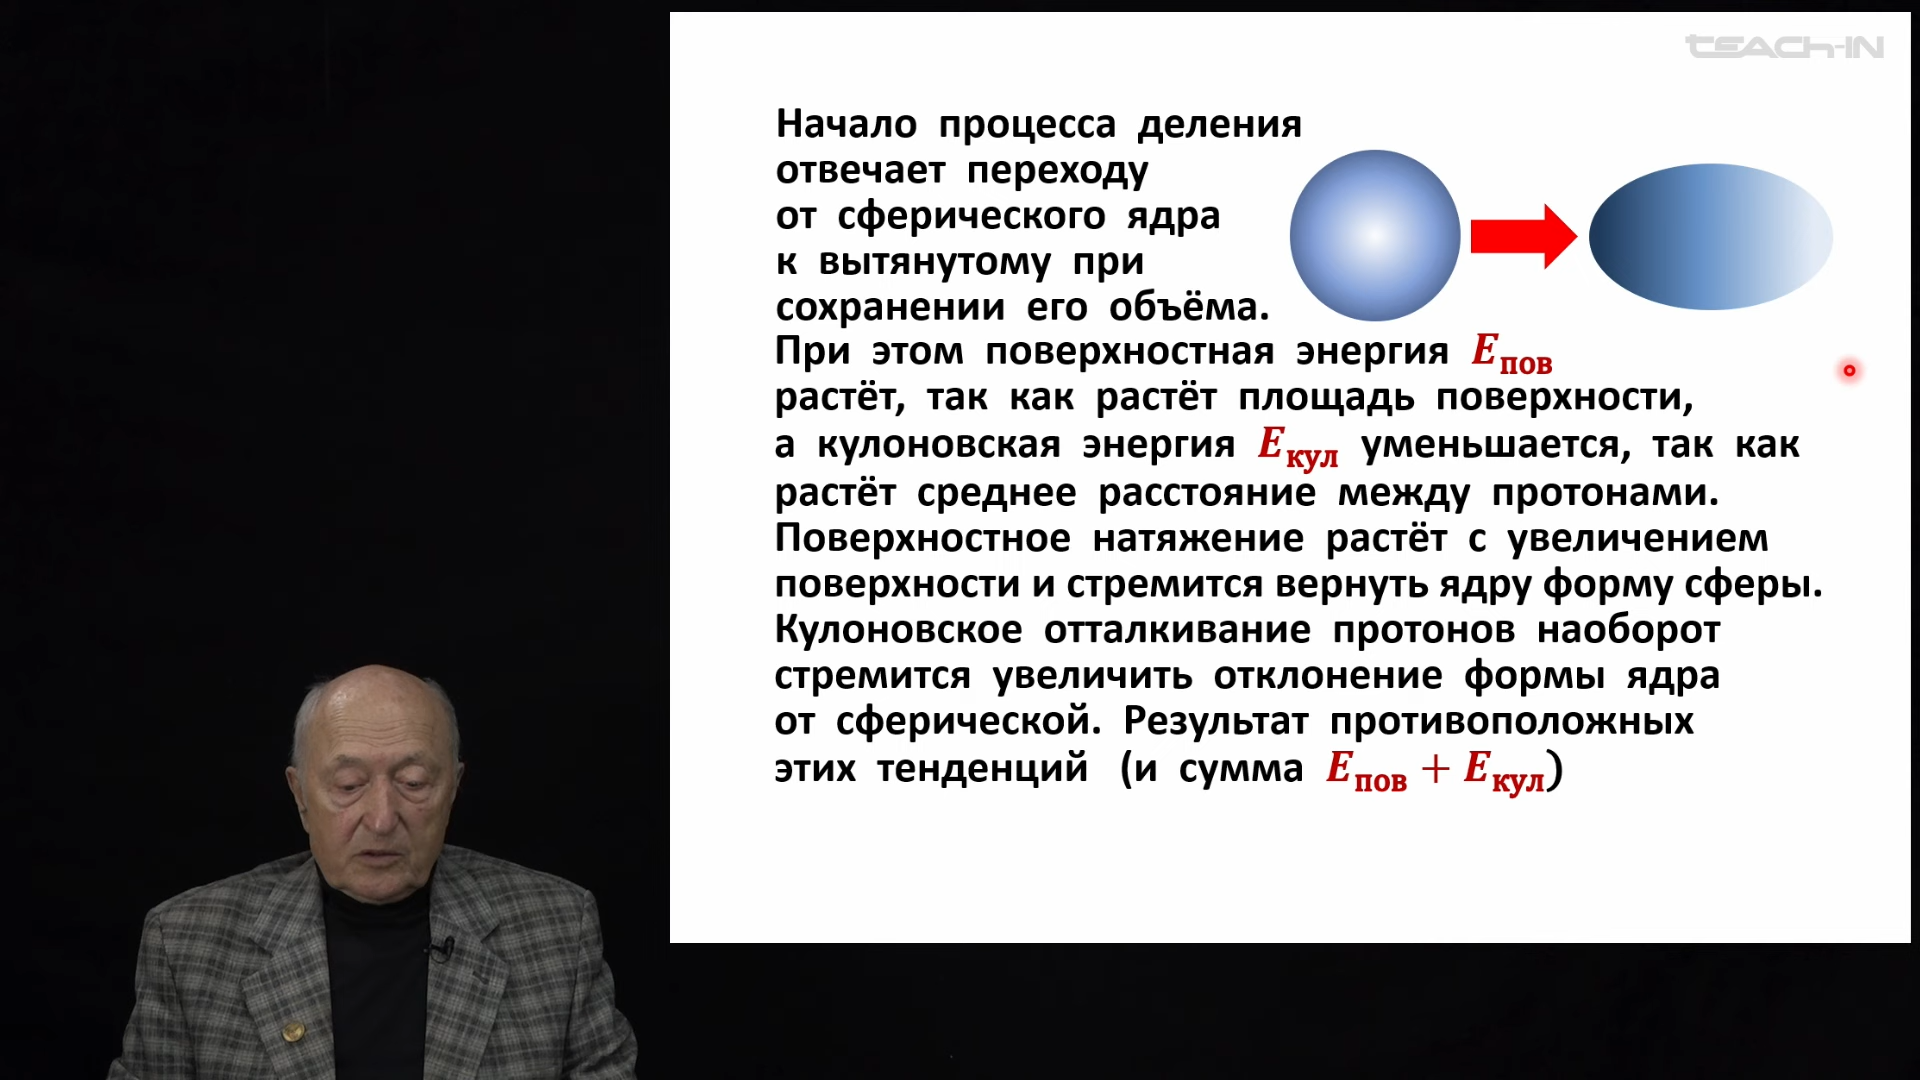 TEACH-IN
Начало процесса деления
отвечает переходу
от сферического ядра
к вытянутому при
сохранении его объёма.
При этом поверхностная энергия Eпов
растёт, так как растёт площадь поверхности,
а кулоновская энергия Eкул уменьшается, так как
растёт среднее расстояние между протонами.
Поверхностное натяжение растёт с увеличением
поверхности и стремится вернуть ядру форму сферы.
Кулоновское отталкивание протонов наоборот
стремится увеличить отклонение формы ядра
от сферической. Результат противоположных
этих тенденций (и сумма Eпов + Eкул)